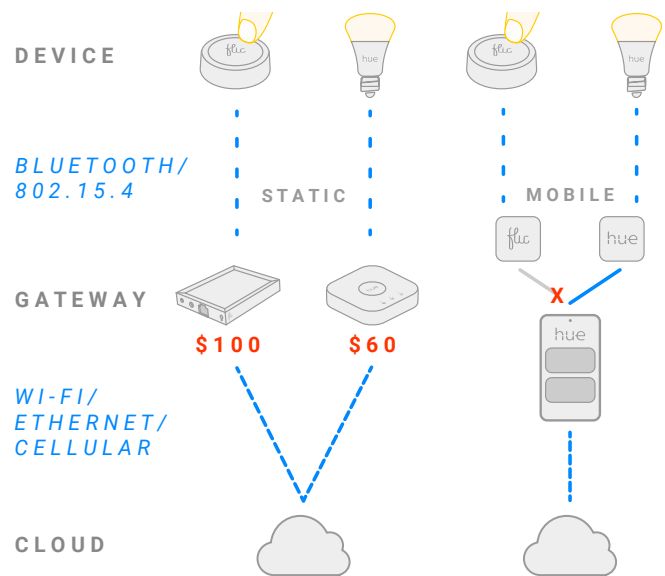 DEVICE
flic
hue
flic
hue
BLUETOOTH/
802.15.4
STATIC
MOBILE
flic
hue
GATEWAY
hue
X
$100
$60
hue
WI-FI/
ETHERNET/
CELLULAR
CLOUD